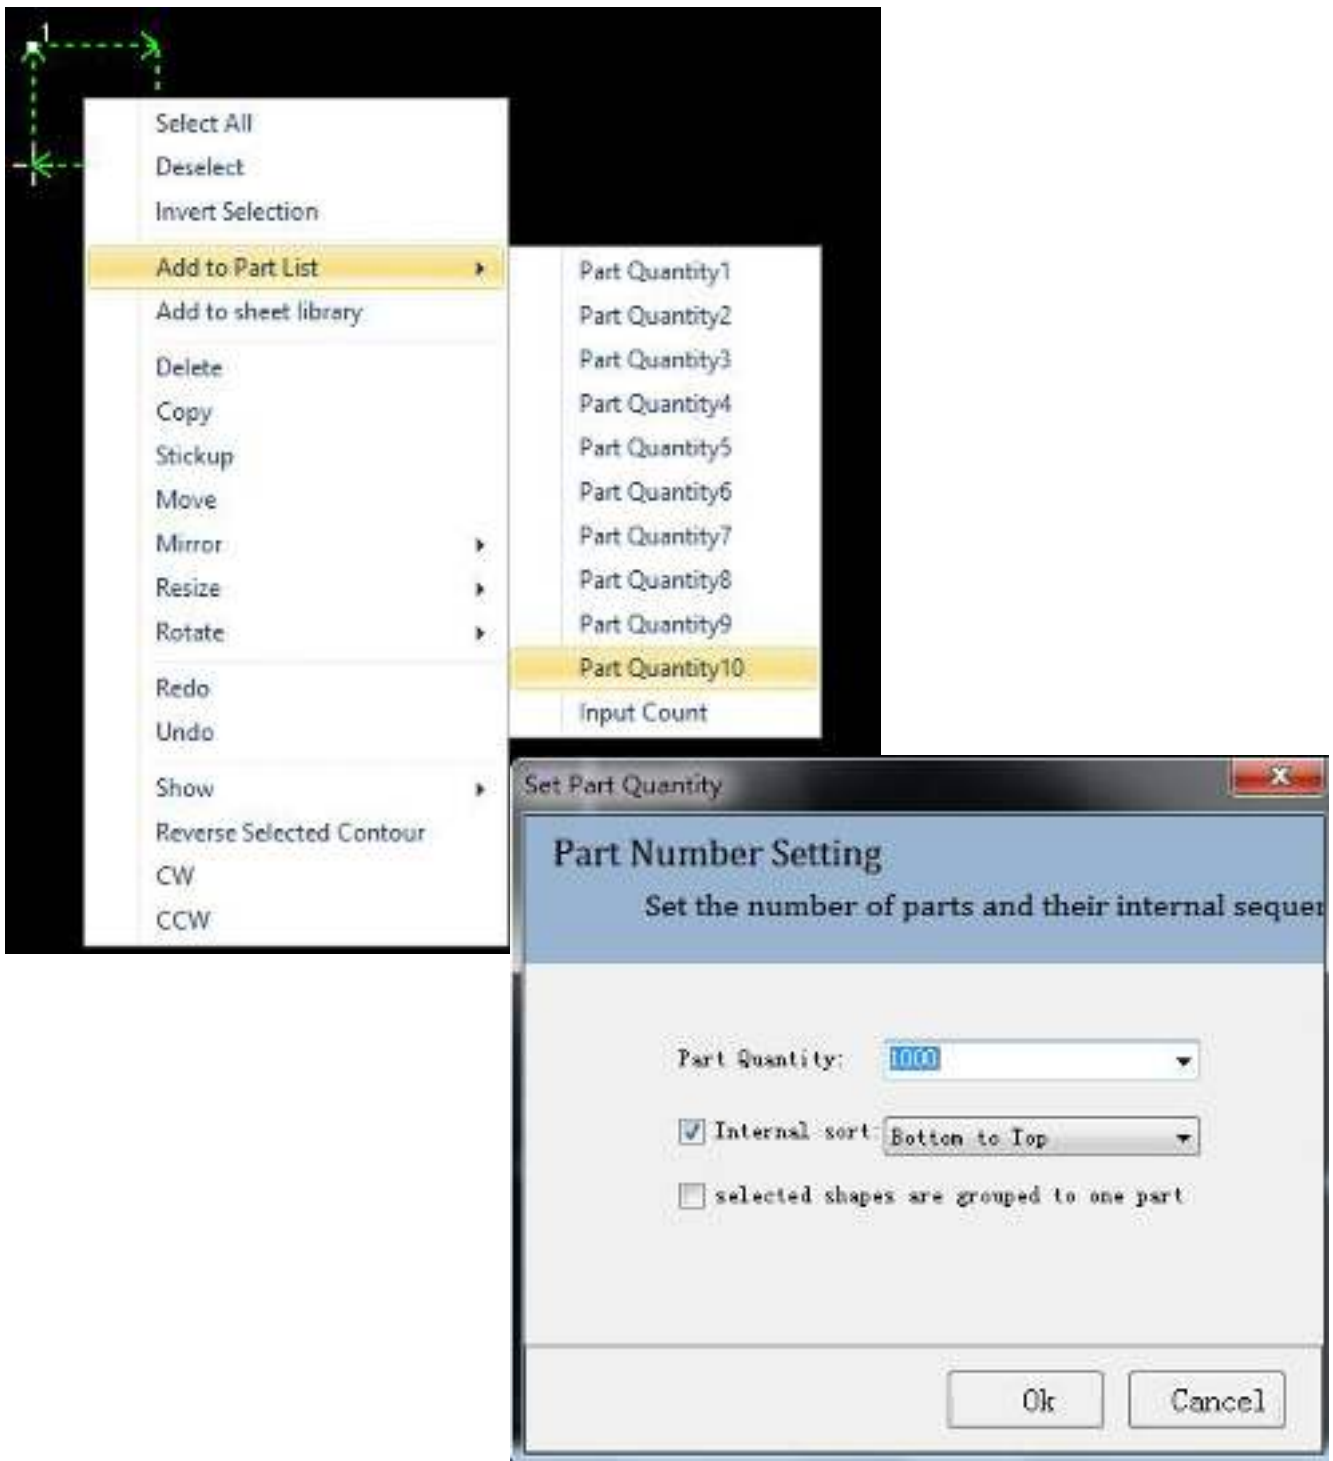 1
Select All
Deselect
Invert Selection
Add to Part List
Add to sheet library
Delete
Copy
Stickup
Move
Mirror
Resize
Rotate
Redo
Undo
Show
Reverse Selected Contour
CW
CCW
Part Quantity1
Part Quantity2
Part Quantity3
Part Quantity4
Part Quantity5
Part Quantity6
Part Quantity7
Part Quantity8
Part Quantity9
Part Quantity10
Input Count
Set Part Quantity
Part Number Setting
Set the number of parts and their internal sequen
Part Quantity: 1000
Internal sort: Bottom to Top
selected shapes are grouped to one part
Ok Cancel